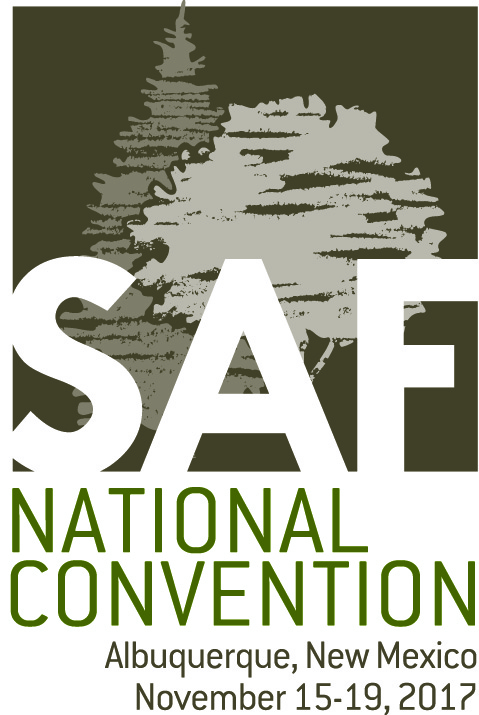 SAF
NATIONAL
CONVENTION
Albuquerque, New Mexico
November 15-19, 2017